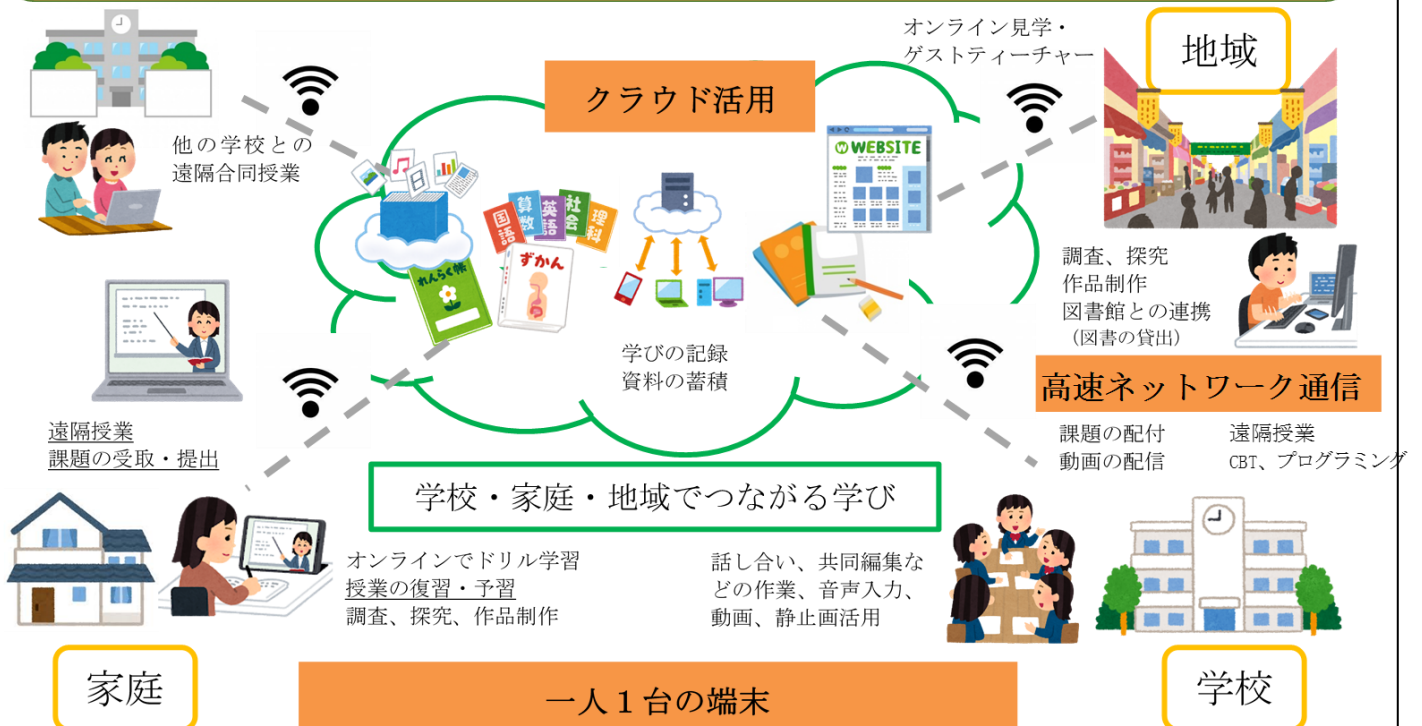 オンライン見学・
ゲストティーチャー
地域
クラウド活用
他の学校との
遠隔合同授業
WEBSITE
国語
算数
英語
社会
理科
ずかん
れんらく帳
調査、探究
作品制作
図書館との連携
（図書の貸出）
学びの記録
資料の蓄積
高速ネットワーク通信
遠隔授業
課題の受取・提出
課題の配付
動画の配信
遠隔授業
CBT、プログラミング
学校・家庭・地域でつながる学び
オンラインでドリル学習
授業の復習・予習
調査、探究、作品制作
話し合い、共同編集な
どの作業、音声入力、
動画、静止画活用
家庭
一人１台の端末
学校